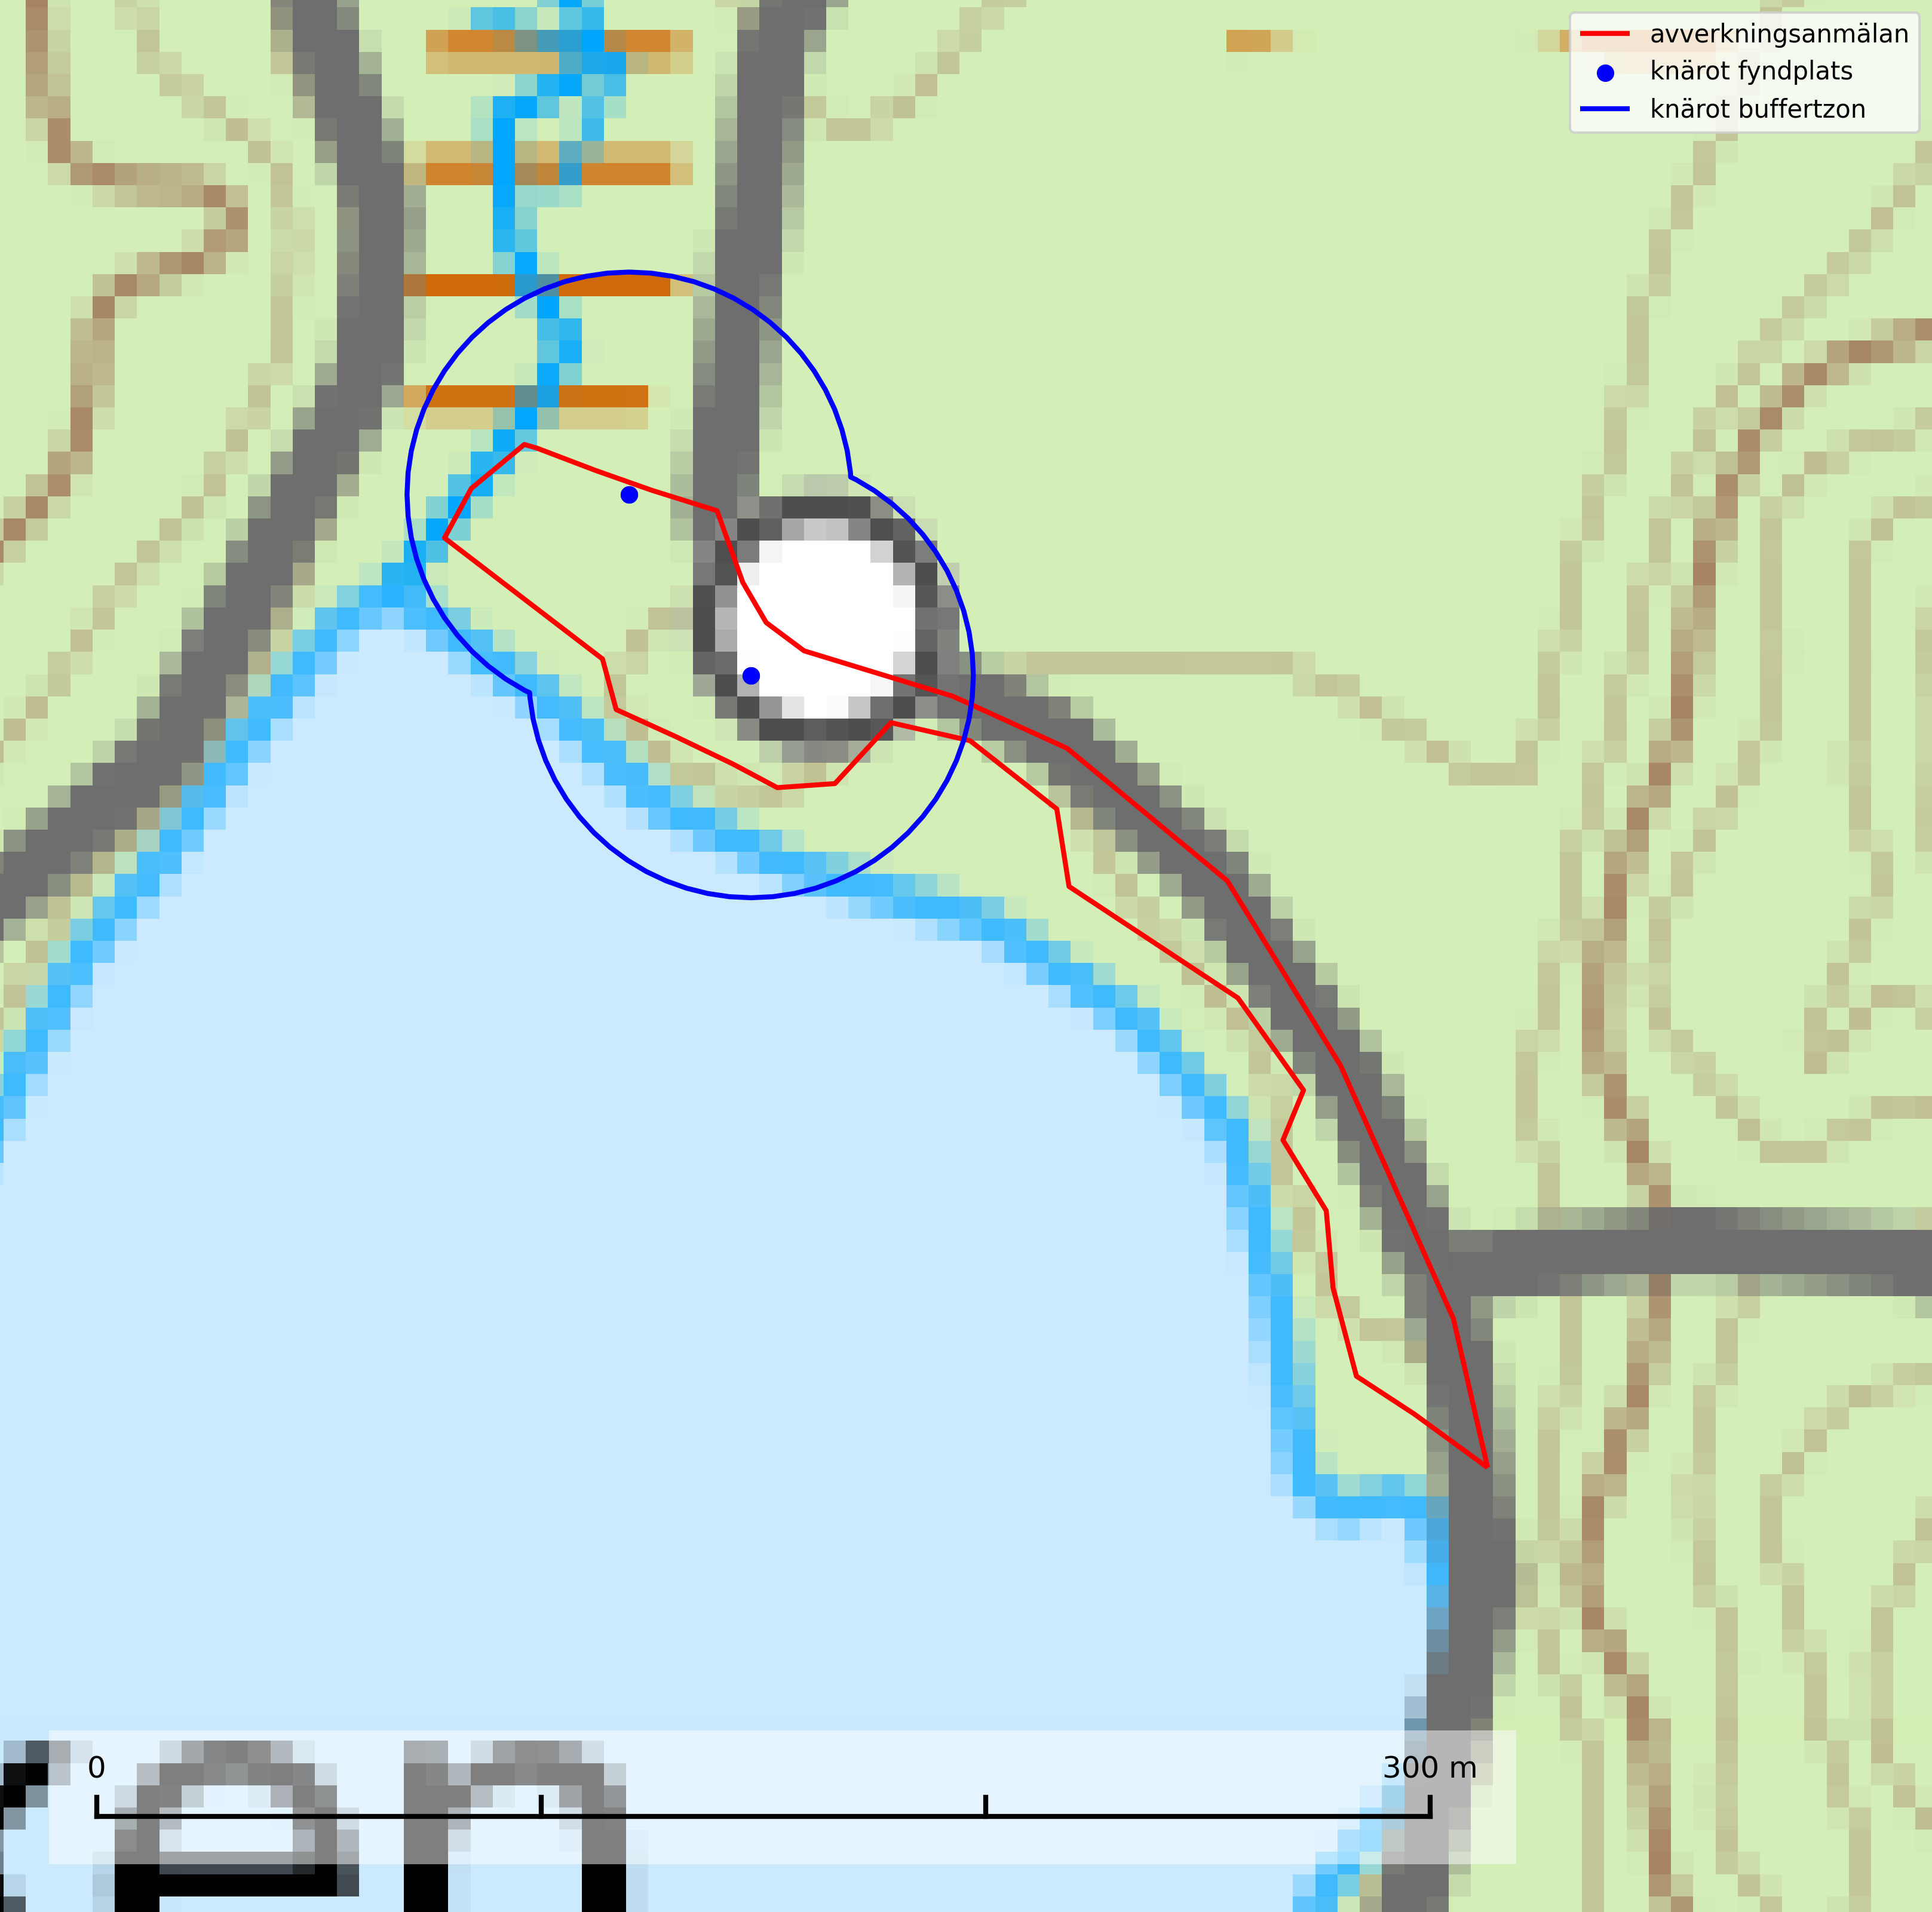 avverkningsanmälan
knärot fyndplats
knärot buffertzon
0 300 m